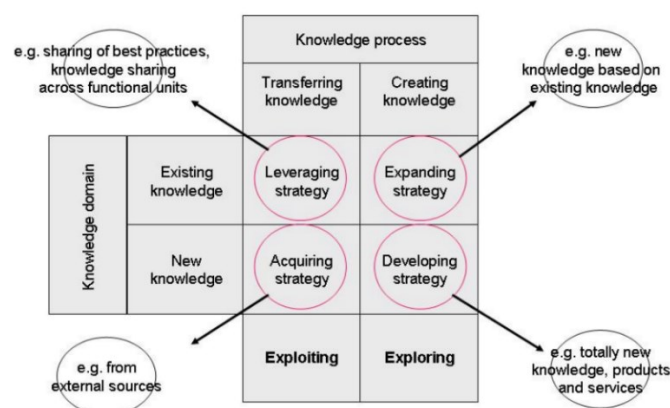 e.g. sharing of best practices,
knowledge sharing
across functional units
Knowledge process
e.g. new
knowledge based on
existing knowledge
Transferring
knowledge
Creating
knowledge
Knowledge domain
Existing
knowledge
Leveraging
strategy
Expanding
strategy
New
knowledge
Acquiring
strategy
Developing
strategy
e.g. from
external sources
Exploiting
Exploring
e.g. totally new
knowledge, products
and services